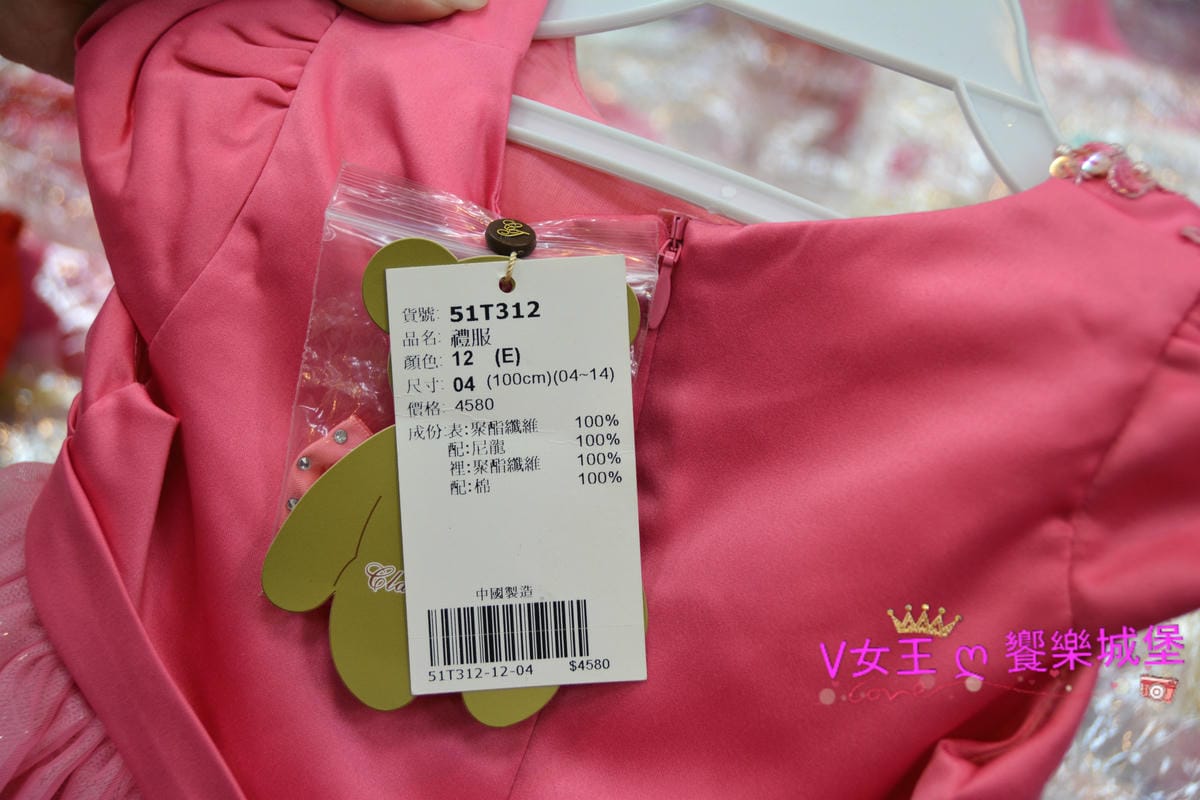 貨號: 51T312
品名: 禮服
顏色: 12 (E)
尺寸: 04 (100cm)(04~14)
價格: 4580
成份:表:聚酯纖維 100%
配:尼龍 100%
裡:聚酯纖維 100%
配:棉 100%
中國製造
51T312-12-04 $4580
V女王 ღ 饗樂城堡
Love